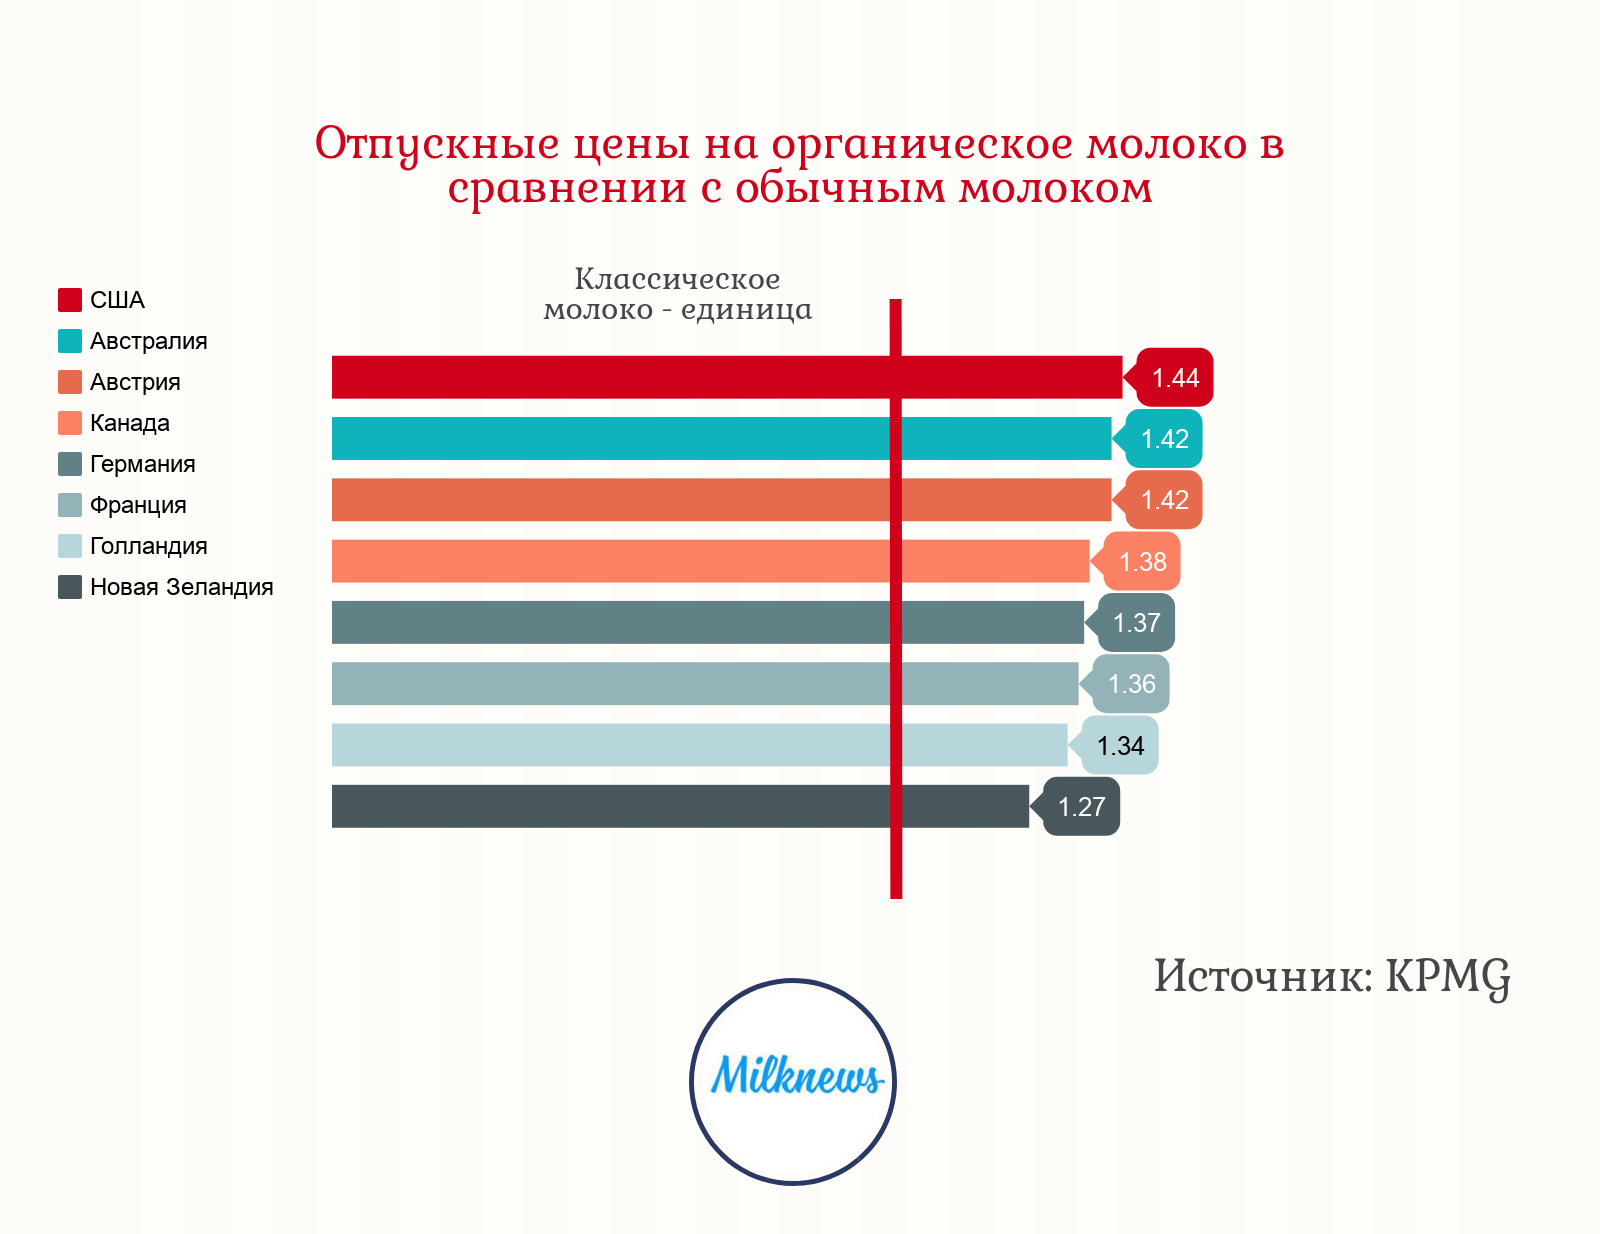 Отпускные цены на органическое молоко в
сравнении с обычным молоком
Классическое
молоко - единица
США
Австралия
Австрия
Канада
Германия
Франция
Голландия
Новая Зеландия
1.44
1.42
1.42
1.38
1.37
1.36
1.34
1.27
Источник: KPMG
Milknews